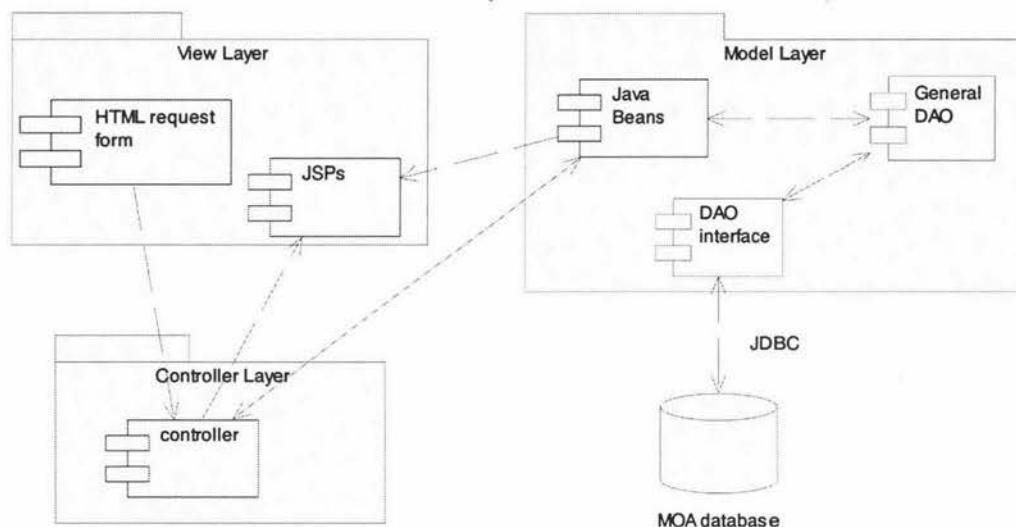 View Layer
HTML request
form
JSPs
Model Layer
Java
Beans
General
DAO
DAO
interface
JDBC
Controller Layer
controller
MOA database